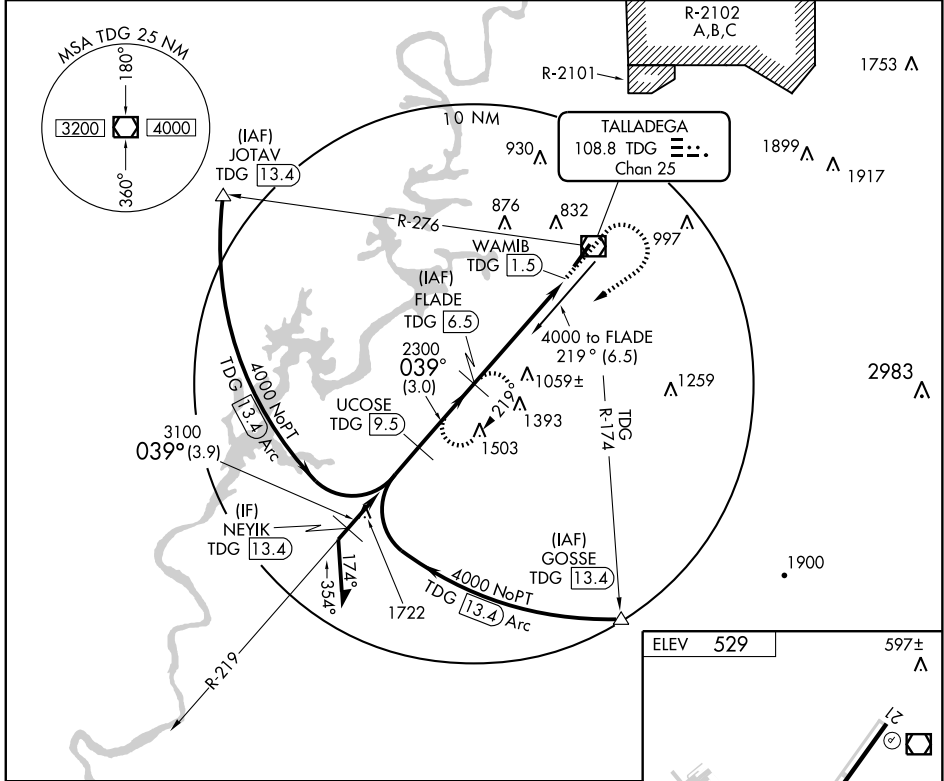 MSA TDG 25 NM
180°
3200
4000
360°
R-2102
A,B,C
R-2101
1753
10 NM
TALLADEGA
108.8 TDG
Chan 25
(IAF)
JOTAV
TDG 13.4
930
1899
1917
R-276
876
832
WAMIB
TDG 1.5
997
(IAF)
FLADE
TDG 6.5
4000 to FLADE
219° (6.5)
2300
039°
(3.0)
1059±
1259
2983
219°
1393
1503
UCOSE
TDG 9.5
4000 NoPT
TDG 13.4 Arc
TDG
R-174
3100
039° (3.9)
(IF)
NEYIK
TDG 13.4
(IAF)
GOSSE
TDG 13.4
174°
354°
1722
4000 NoPT
TDG 13.4 Arc
1900
R-219
ELEV 529
597±
21
P